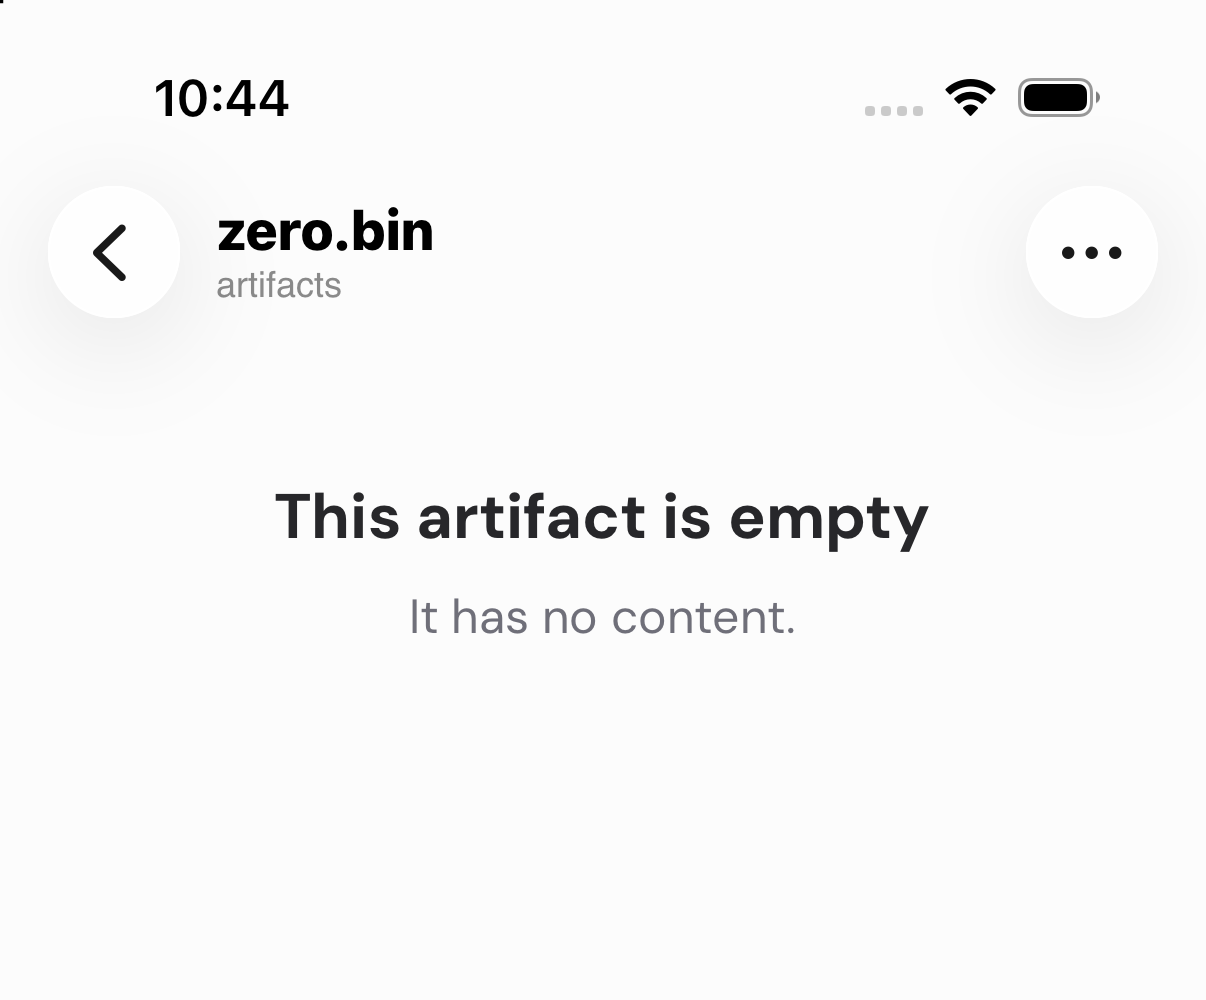 10:44
zero.bin
artifacts
This artifact is empty
It has no content.